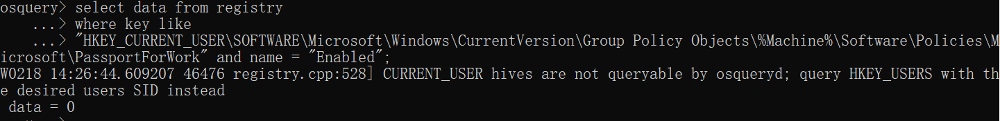 osquery> select data from registry
    ...> where key like
    ...> "HKEY_CURRENT_USER\SOFTWARE\Microsoft\Windows\CurrentVersion\Group Policy Objects\%Machine%\Software\Policies\M
icrosoft\PassportForWork" and name = "Enabled";
W0218 14:26:44.609207 46476 registry.cpp:528] CURRENT_USER hives are not queryable by osqueryd; query HKEY_USERS with th
e desired users SID instead
 data = 0